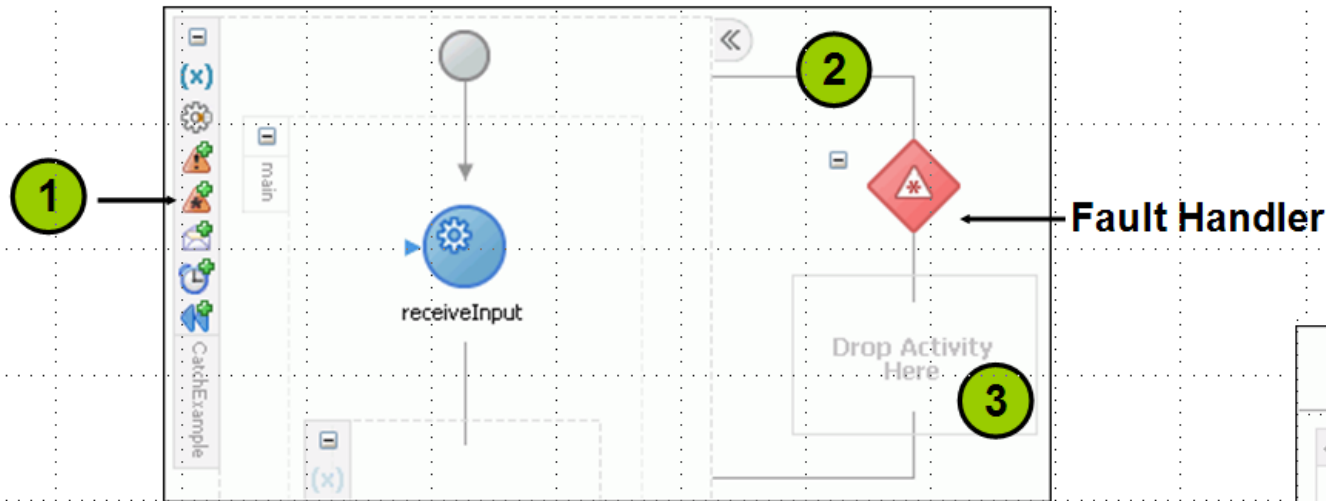 (x)
main
1
2
Fault Handler
receiveInput
Drop Activity
Here
3
CatchExample
(x)